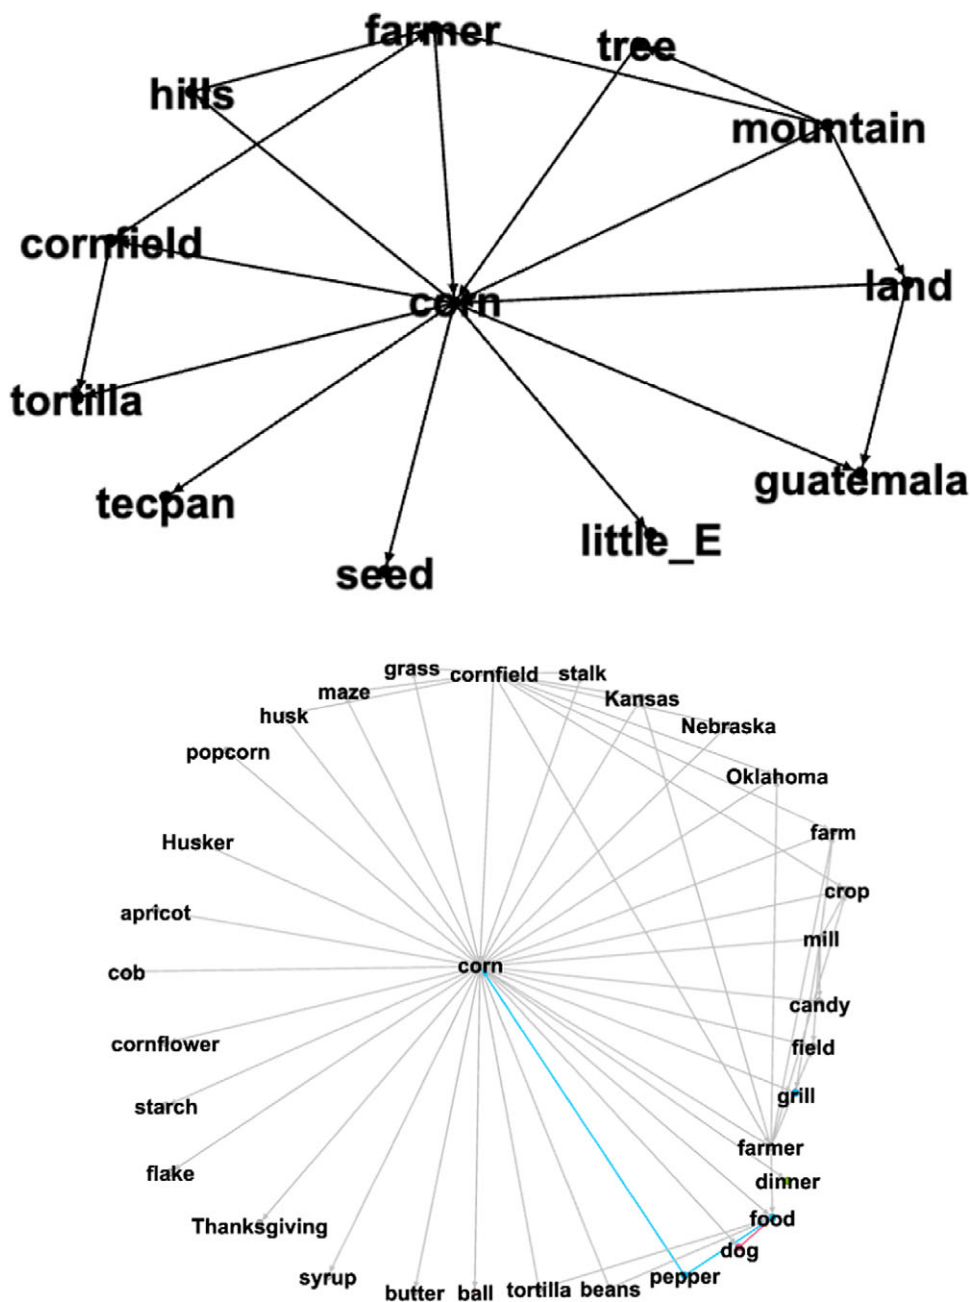 farmer
tree
hills
mountain
cornfield
land
corn
tortilla
guatemala
tecpan
little_E
seed
grass
cornfield
stalk
maze
Kansas
husk
Nebraska
popcorn
Oklahoma
farm
Husker
crop
apricot
mill
corn
cob
candy
cornflower
field
grill
starch
farmer
flake
dinner
food
Thanksgiving
dog
syrup
pepper
butter
ball
tortilla
beans